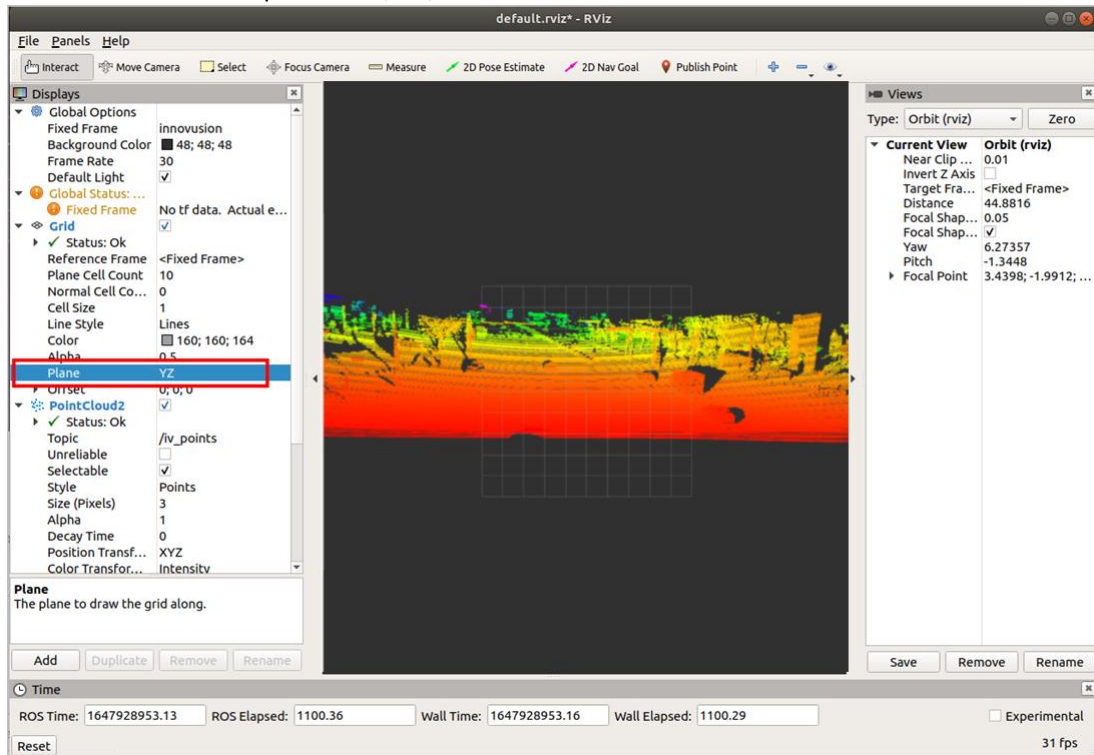 default.rviz* - RViz
File Panels Help
Interact Move Camera Select Focus Camera Measure 2D Pose Estimate 2D Nav Goal Publish Point
Displays
Global Options
Fixed Frame innovusion
Background Color 48; 48; 48
Frame Rate 30
Default Light
Global Status: ...
Fixed Frame No tf data. Actual e...
Grid
Status: Ok
Reference Frame <Fixed Frame>
Plane Cell Count 10
Normal Cell Co... 0
Cell Size 1
Line Style Lines
Color 160; 160; 164
Alpha 0.5
Plane YZ
Offset 0; 0; 0
PointCloud2
Status: Ok
Topic /iv_points
Unreliable
Selectable
Style Points
Size (Pixels) 3
Alpha 1
Decay Time 0
Position Transf... XYZ
Color Transfor... Intensity
Plane
The plane to draw the grid along.
Add Duplicate Remove Rename
Views
Type: Orbit (rviz) Zero
Current View Orbit (rviz)
Near Clip ... 0.01
Invert Z Axis
Target Fra... <Fixed Frame>
Distance 44.8816
Focal Shap... 0.05
Focal Shap...
Yaw 6.27357
Pitch -1.3448
Focal Point 3.4398; -1.9912; ...
Save Remove Rename
Time
ROS Time: 1647928953.13 ROS Elapsed: 1100.36 Wall Time: 1647928953.16 Wall Elapsed: 1100.29 Experimental
Reset 31 fps